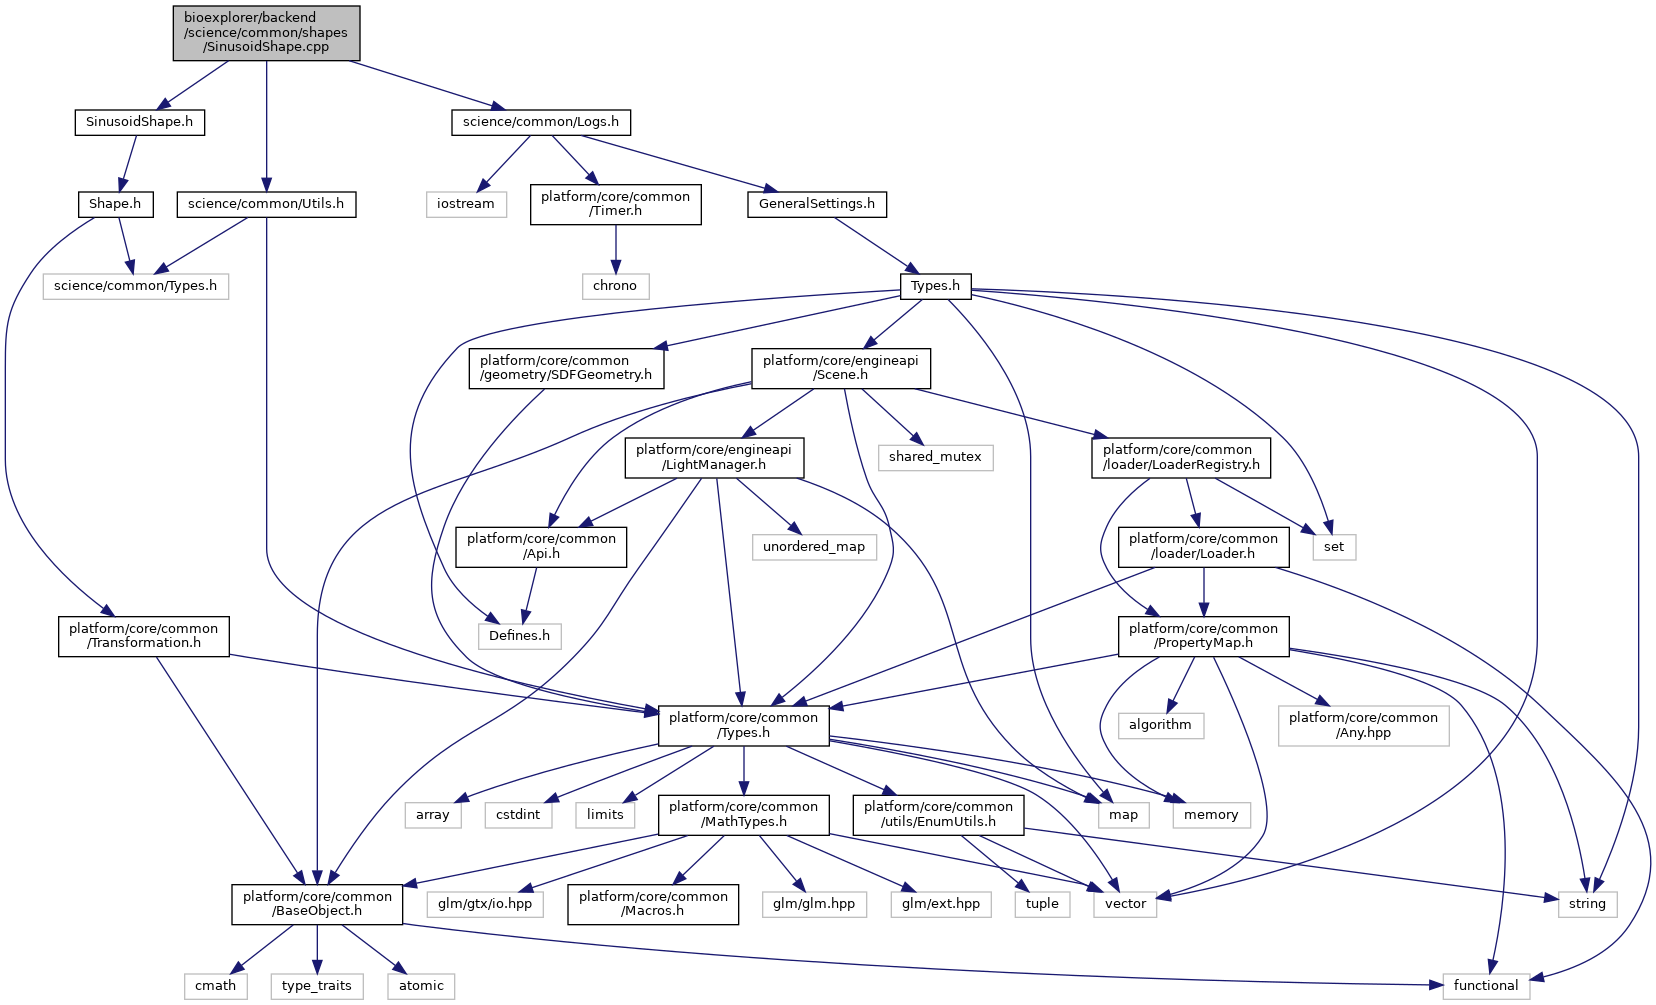 bioexplorer/backend
/science/common/shapes
/SinusoidShape.cpp
SinusoidShape.h
science/common/Logs.h
Shape.h
science/common/Utils.h
iostream
platform/core/common
/Timer.h
GeneralSettings.h
science/common/Types.h
chrono
Types.h
platform/core/common
/geometry/SDFGeometry.h
platform/core/engineapi
/Scene.h
platform/core/engineapi
/LightManager.h
shared_mutex
platform/core/common
/loader/LoaderRegistry.h
platform/core/common
/Api.h
unordered_map
platform/core/common
/loader/Loader.h
set
platform/core/common
/Transformation.h
Defines.h
platform/core/common
/PropertyMap.h
platform/core/common
/Types.h
algorithm
platform/core/common
/Any.hpp
array
cstdint
limits
platform/core/common
/MathTypes.h
platform/core/common
/utils/EnumUtils.h
map
memory
platform/core/common
/BaseObject.h
glm/gtx/io.hpp
platform/core/common
/Macros.h
glm/glm.hpp
glm/ext.hpp
tuple
vector
string
cmath
type_traits
atomic
functional